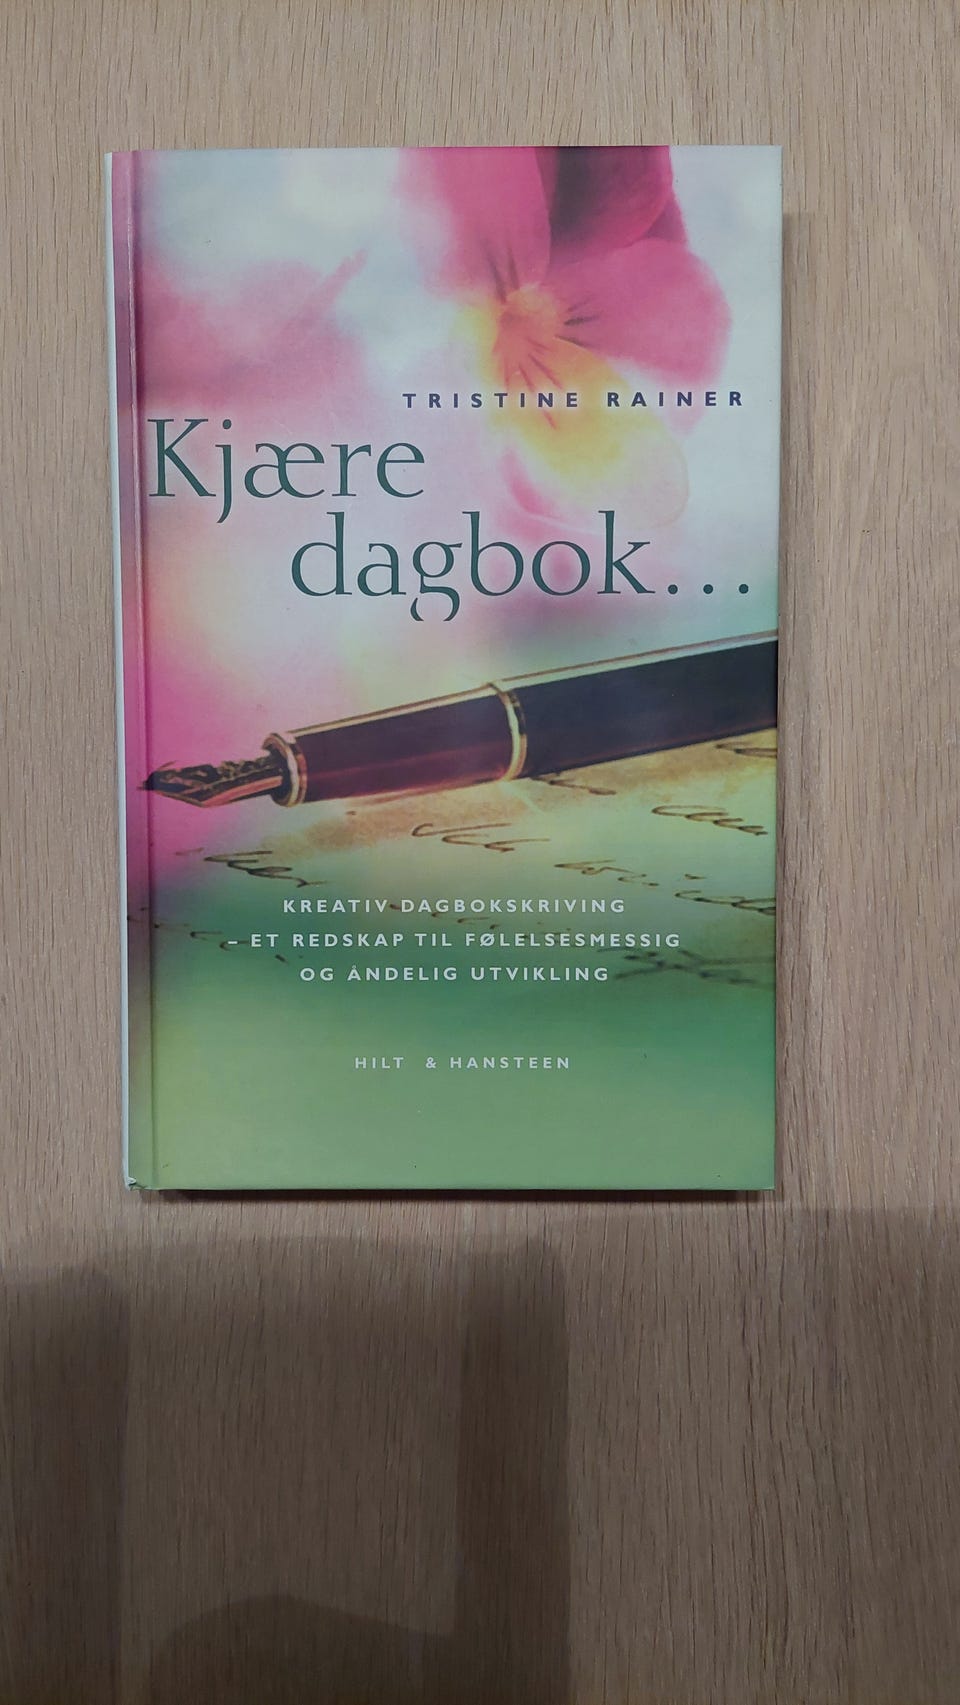 TRISTINE RAINER
Kjære
dagbok...
KREATIV DAGBOKSKRIVING
– ET REDSKAP TIL FØLELSESMESSIG
OG ÅNDELIG UTVIKLING
HILT & HANSTEEN